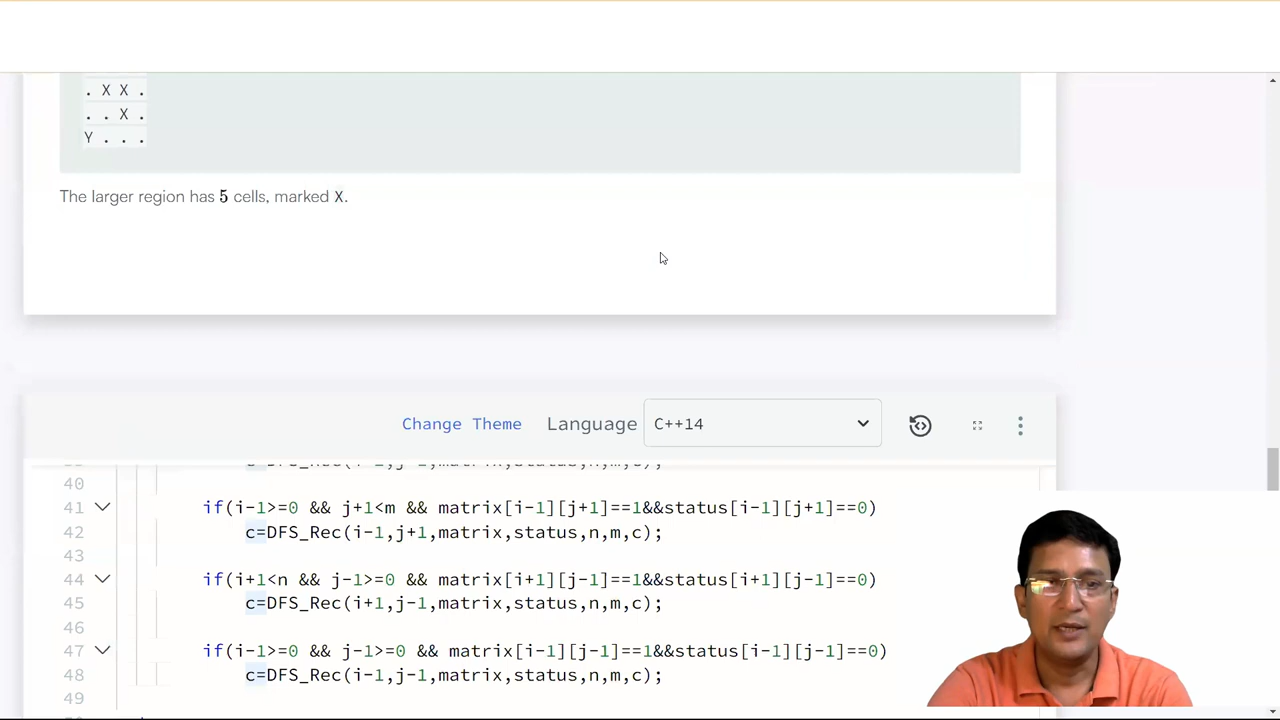 . X X .
. . X .
Y . . .
The larger region has 5 cells, marked X.
Change Theme Language C++14
40
41 if(i-1>=0 && j+1<m && matrix[i-1][j+1]==1&&status[i-1][j+1]==0)
42 c=DFS_Rec(i-1,j+1,matrix,status,n,m,c);
43
44 if(i+1<n && j-1>=0 && matrix[i+1][j-1]==1&&status[i+1][j-1]==0)
45 c=DFS_Rec(i+1,j-1,matrix,status,n,m,c);
46
47 if(i-1>=0 && j-1>=0 && matrix[i-1][j-1]==1&&status[i-1][j-1]==0)
48 c=DFS_Rec(i-1,j-1,matrix,status,n,m,c);
49